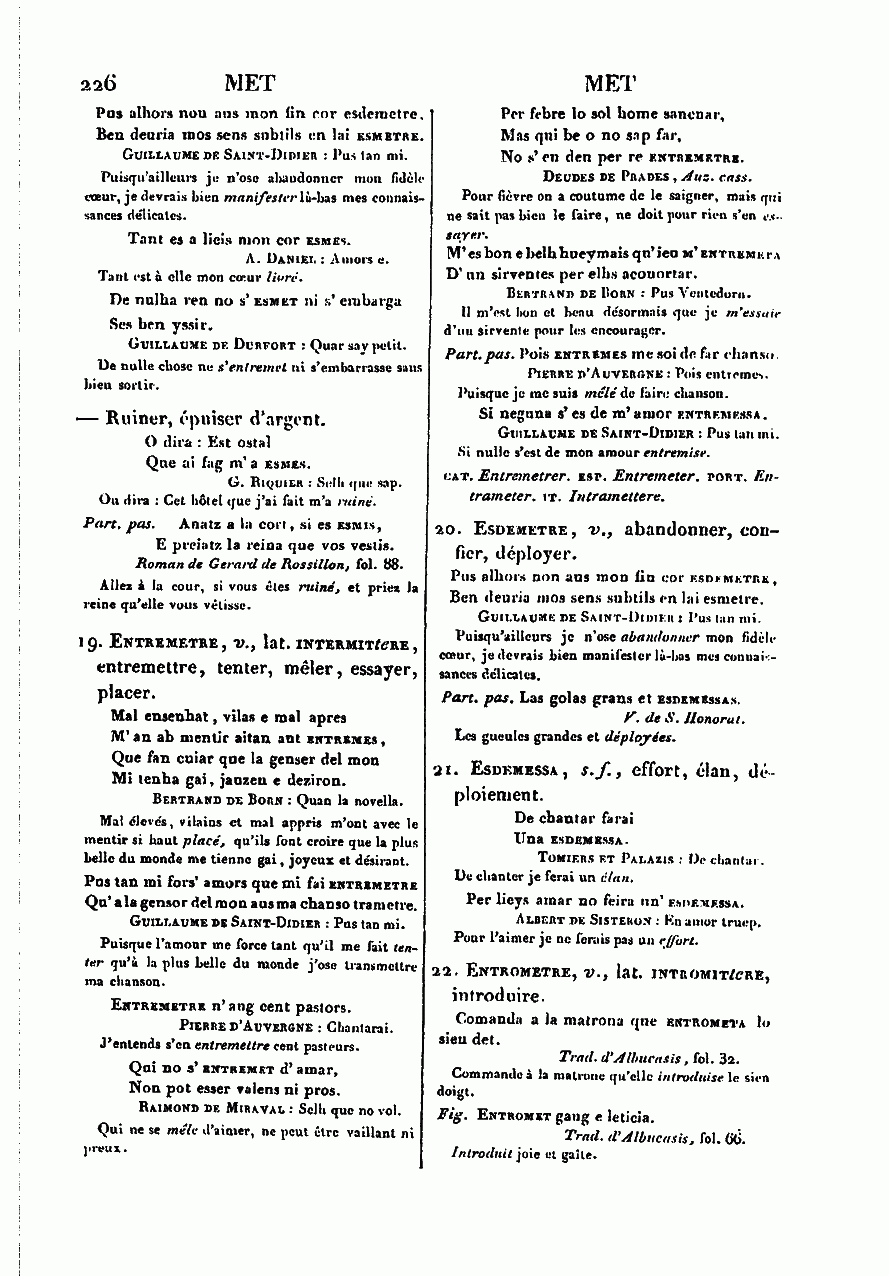 226 MET MET
Pus alhors non aus mon fin cor esdemetre,
Ben deuria mos sens subtils en lai ESMETRE.
GUILLAUME DE SAINT-DIDIER : Pus tan mi.
Puisqu'ailleurs je n'ose abandonner mon fidèle
cœur, je devrais bien manifester là-bas mes connais-
sances délicates.
Tant es a lieis mon cor ESMES.
A. DANIEL : Amors e.
Tant est à elle mon cœur livré.
De nulha ren no s'ESMET ni s'embarga
Ses ben yssir.
GUILLAUME DE DURFORT : Quar say petit.
De nulle chose ne s'entremet ni s'embarrasse sans
bien sortir.
— Ruiner, épuiser d'argent.
O dira : Est ostal
Que ai fag m'a ESMES.
G. RIQUIER : Selh que sap.
Ou dira : Cet hôtel que j'ai fait m'a ruiné.
Part. pas. Anatz a la cort, si es ESMIS,
E preiatz la reina que vos vestis.
Roman de Gerard de Rossillon, fol. 88.
Allez à la cour, si vous êtes ruiné, et priez la
reine qu'elle vous vêtisse.
19. ENTREMETRE, v., lat. INTERMITteRE,
entremettre, tenter, mêler, essayer,
placer.
Mal ensenhat, vilas e mal apres
M'an ab mentir aitan aut ENTREMES,
Que fan cuiar que la genser del mon
Mi tenha gai, jauzen e deziron.
BERTRAND DE BORN : Quan la novella.
Mal élevés, vilains et mal appris m'ont avec le
mentir si haut placé, qu'ils font croire que la plus
belle du monde me tienne gai, joyeux et désirant.
Pus tan mi fors' amors que mi fai ENTREMETRE
Qu'a la gensor del mon aus ma chanso trametre.
GUILLAUME DE SAINT-DIDIER : Pus tan mi.
Puisque l'amour me force tant qu'il me fait ten-
ter qu'à la plus belle du monde j'ose transmettre
ma chanson.
ENTREMETRE n'aug cent pastors.
PIERRE D'AUVERGNE : Chantarai.
J'entends s'en entremettre cent pasteurs.
Qui no s'ENTREMET d'amar,
Non pot esser valens ni pros.
RAIMOND DE MIRAVAL : Selh que no vol.
Qui ne se mêle d'aimer, ne peut être vaillant ni
preux.
Per febre lo sol home sancnar,
Mas qui be o no sap far,
No s'en den per re ENTREMETRE.
DEUDES DE PRADES, Auz. cass.
Pour fièvre on a coutume de le saigner, mais qui
ne sait pas bien le faire, ne doit pour rien s'en es-
sayer.
M'es bon e belh hueymais qu'ieu M'ENTREMETA
D'un sirventes per elhs acouortar.
BERTRAND DE BORN : Pus Ventedorn.
Il m'est bon et beau désormais que je m'essaie
d'un sirvente pour les encourager.
Part. pas. Pois ENTREMES me soi de far chanso.
PIERRE D'AUVERGNE : Pois entremes.
Puisque je me suis mêlé de faire chanson.
Si neguna s'es de m'amor ENTREMESSA.
GUILLAUME DE SAINT-DIDIER : Pus tan mi.
Si nulle s'est de mon amour entremise.
CAT. Entremetrer. ESP. Entremeter. PORT. En-
trameter. IT. Intramettere.
20. ESDEMETRE, v., abandonner, con-
fier, déployer.
Pus alhors non aus mon fin cor ESDEMETRE,
Ben deuria mos sens subtils en lai esmetre.
GUILLAUME DE SAINT-DIDIER : Pus tan mi.
Puisqu'ailleurs je n'ose abandonner mon fidèle
cœur, je devrais bien manifester là-bas mes connais-
sances délicates.
Part. pas. Las golas grans et ESDEMESSAS.
V. de S. Honorat.
Les gueules grandes et déployées.
21. ESDEMESSA, s. f., effort, élan, dé-
ploiement.
De chantar farai
Una ESDEMESSA.
TOMIERS ET PALAZIS : De chantar.
De chanter je ferai un élan.
Per lieys amar no feira un' ESDEMESSA.
ALBERT DE SISTERON : En amor truep.
Pour l'aimer je ne ferais pas un effort.
22. ENTROMETRE, v., lat. INTROMITteRE,
introduire.
Comanda a la matrona que ENTROMETA lo
sieu det.
Trad. d'Albucasis, fol. 32.
Commande à la matrone qu'elle introduise le sien
doigt.
Fig. ENTROMET gaug e leticia.
Trad. d'Albucasis, fol. 66.
Introduit joie et gaîte.